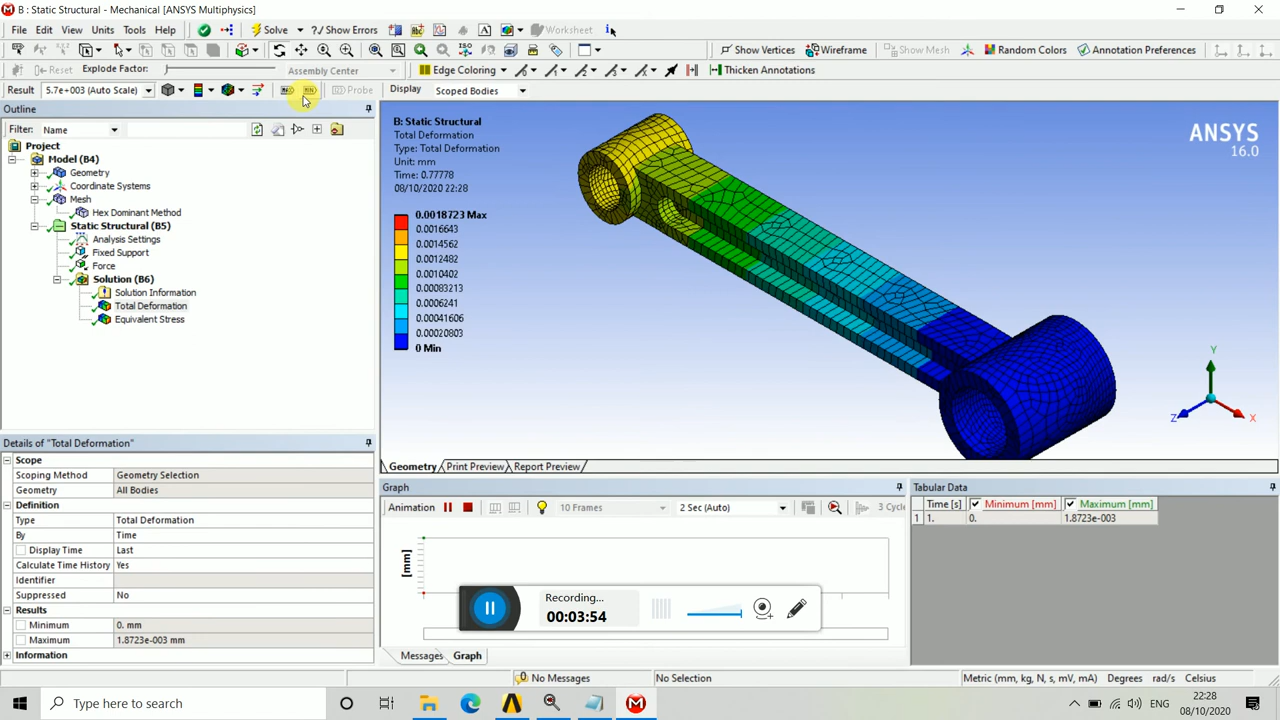 B : Static Structural - Mechanical [ANSYS Multiphysics]
File Edit View Units Tools Help Solve ?/ Show Errors Worksheet
Show Vertices Wireframe Show Mesh Random Colors Annotation Preferences
Reset Explode Factor: Assembly Center Edge Coloring Thicken Annotations
Result 5.7e+003 (Auto Scale) MAX MIN Probe Display Scoped Bodies
Outline
Filter: Name
Project
Model (B4)
Geometry
Coordinate Systems
Mesh
Hex Dominant Method
Static Structural (B5)
Analysis Settings
Fixed Support
Force
Solution (B6)
Solution Information
Total Deformation
Equivalent Stress
B: Static Structural
Total Deformation
Type: Total Deformation
Unit: mm
Time: 0.77778
08/10/2020 22:28
0.0018723 Max
0.0016643
0.0014562
0.0012482
0.0010402
0.00083213
0.0006241
0.00041606
0.00020803
0 Min
ANSYS
16.0
Y
Z
X
Geometry Print Preview Report Preview
Details of "Total Deformation"
Scope
Scoping Method Geometry Selection
Geometry All Bodies
Definition
Type Total Deformation
By Time
Display Time Last
Calculate Time History Yes
Identifier
Suppressed No
Results
Minimum 0. mm
Maximum 1.8723e-003 mm
Information
Graph
Animation 10 Frames 2 Sec (Auto) 3 Cycle
[mm]
Recording...
00:03:54
Messages Graph
Tabular Data
Time [s] Minimum [mm] Maximum [mm]
1 1. 0. 1.8723e-003
No Messages No Selection Metric (mm, kg, N, s, mV, mA) Degrees rad/s Celsius
Type here to search
ENG
22:28
08/10/2020